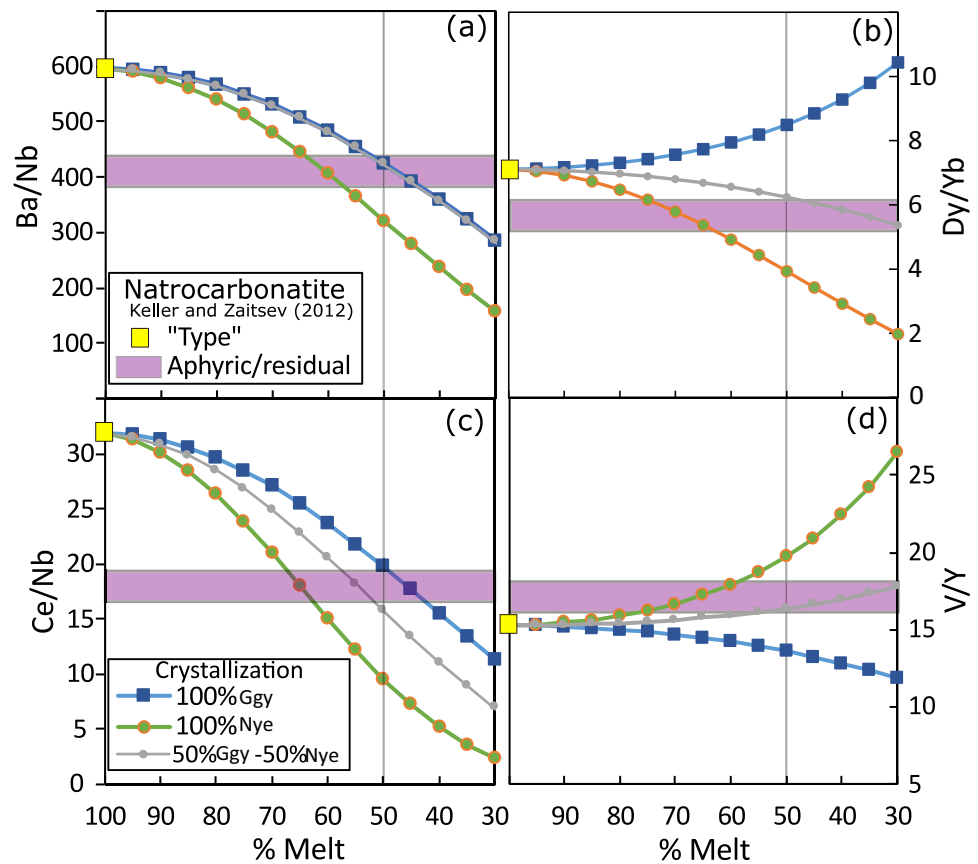 (a)
600
500
400
300
200
100
Ba/Nb
Natrocarbonatite
Keller and Zaitsev (2012)
"Type"
Aphyric/residual
(b)
10
8
6
4
2
0
Dy/Yb
(c)
30
25
20
15
10
5
0
Ce/Nb
Crystallization
100%Ggy
100%Nye
50%Ggy -50%Nye
100 90 80 70 60 50 40 30
% Melt
(d)
25
20
15
10
5
V/Y
90 80 70 60 50 40 30
% Melt